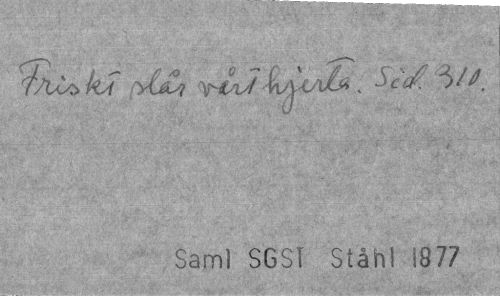 Friskt slår vårt hjerta. Sid. 310.
Saml SGST Ståhl 1877